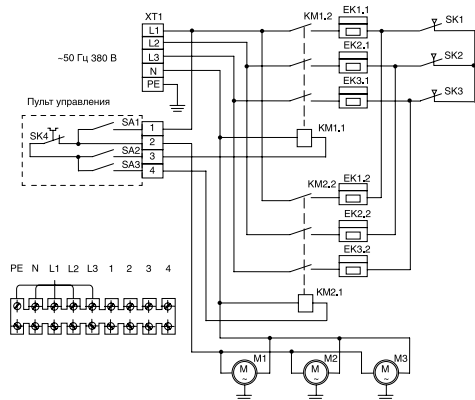 XT1
L1
L2
L3
N
PE
~50 Гц 380 В
Пульт управления
SK4
SA1
SA2
SA3
1
2
3
4
KM1.2
EK1.1
EK2.1
EK3.1
SK1
SK2
SK3
KM1.1
KM2.2
EK1.2
EK2.2
EK3.2
KM2.1
PE N L1 L2 L3 1 2 3 4
M1
M2
M3
M
~
M
~
M
~